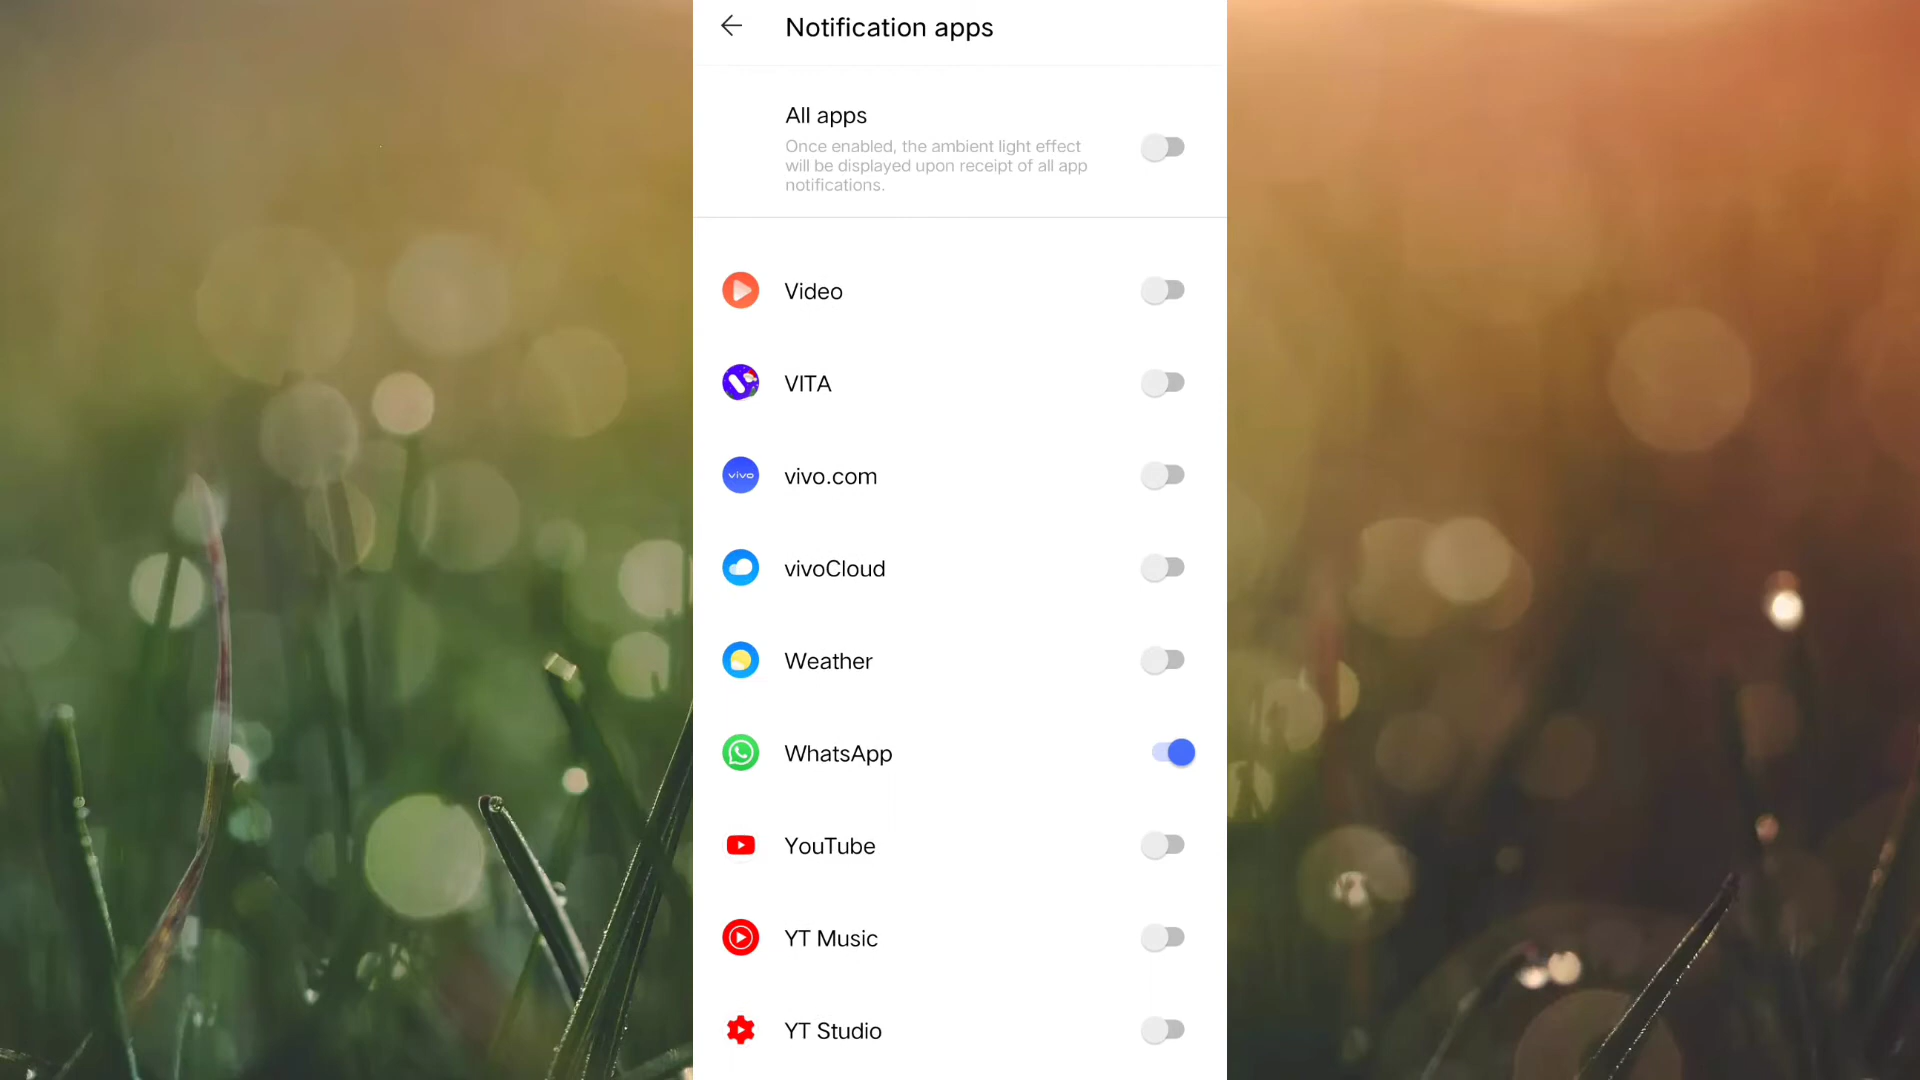 Notification apps
All apps
Once enabled, the ambient light effect
will be displayed upon receipt of all app
notifications.
Video
VITA
vivo
vivo.com
vivoCloud
Weather
WhatsApp
YouTube
YT Music
YT Studio